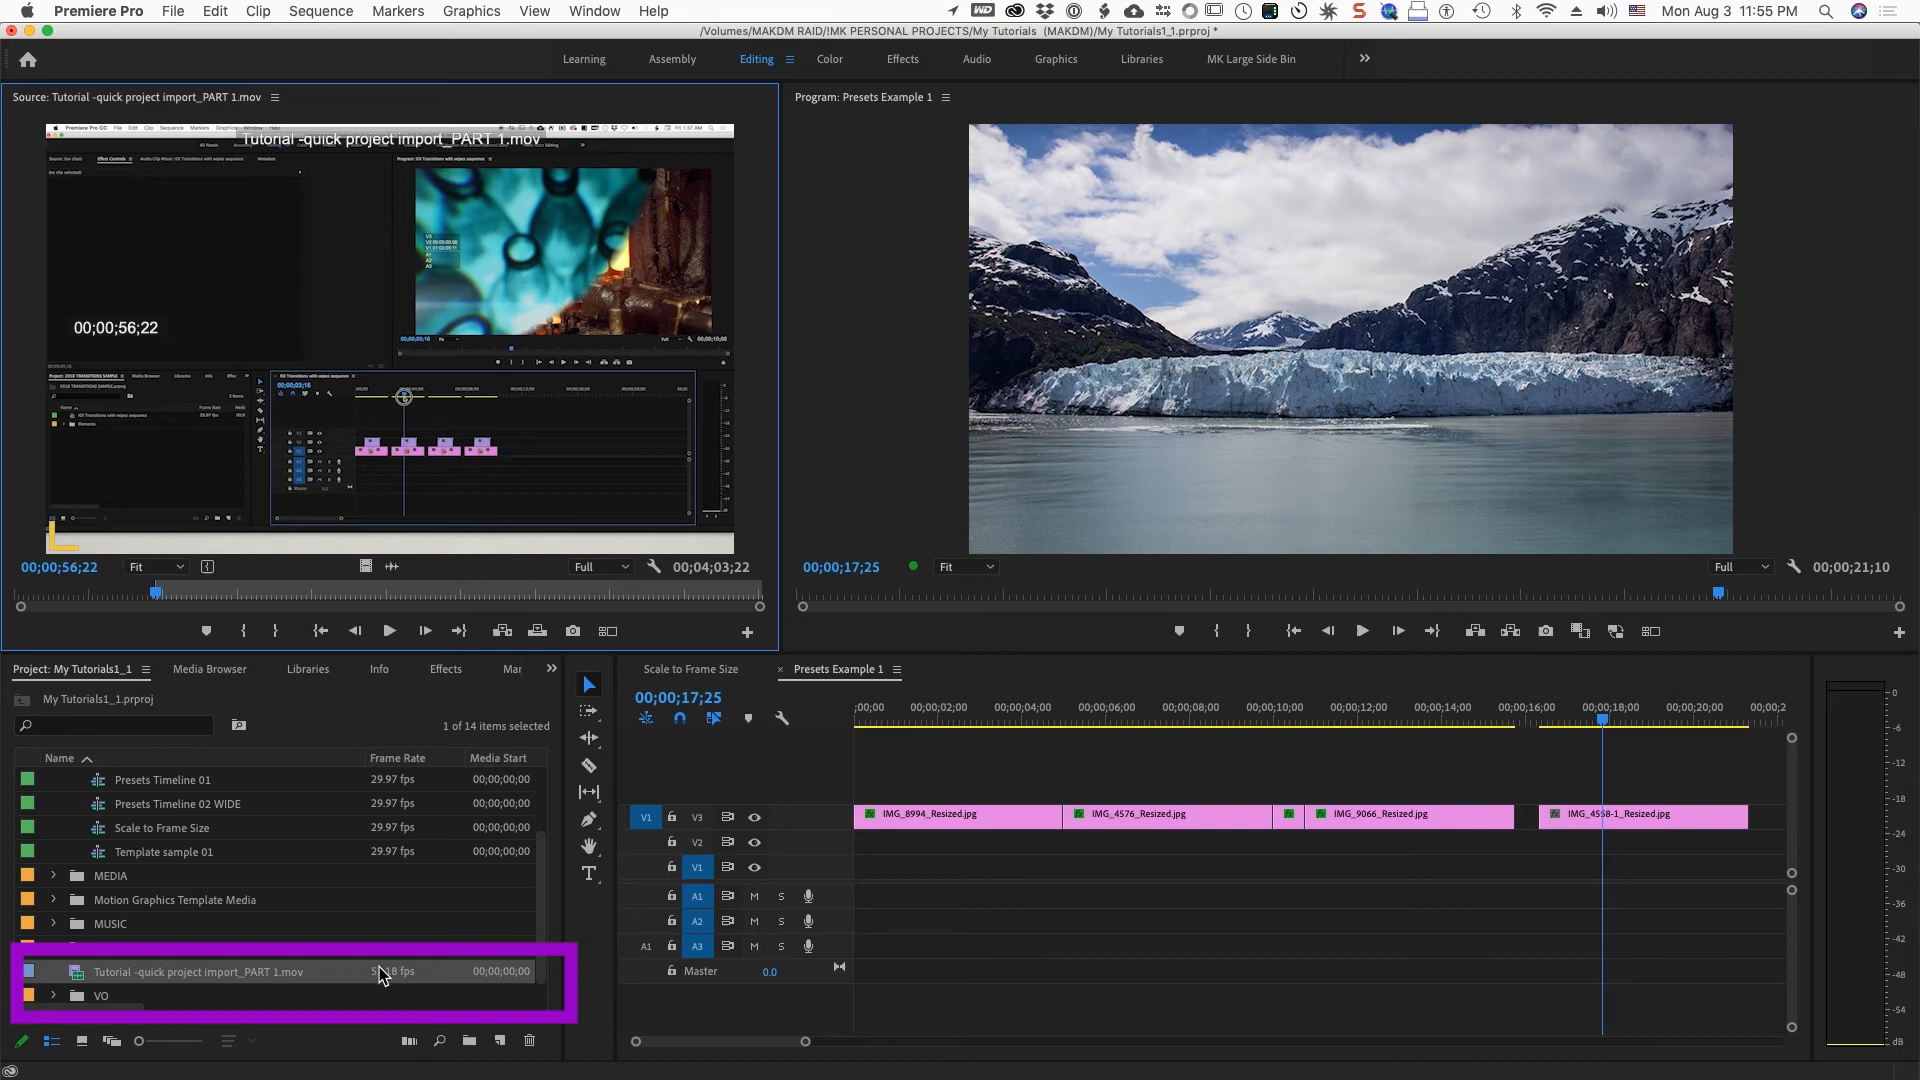 Premiere Pro File Edit Clip Sequence Markers Graphics View Window Help Mon Aug 3 11:55 PM
/Volumes/MAKDM RAID/!MK PERSONAL PROJECTS/My Tutorials (MAKDM)/My Tutorials1_1.prproj *
Learning Assembly Editing Color Effects Audio Graphics Libraries MK Large Side Bin
Source: Tutorial -quick project import_PART 1.mov
Program: Presets Example 1
Tutorial -quick project import_PART 1.mov
00;00;56;22
00;00;56;22 Fit Full 00;04;03;22
00;00;17;25 Fit Full 00;00;21;10
Project: My Tutorials1_1 Media Browser Libraries Info Effects Mar
My Tutorials1_1.prproj
1 of 14 items selected
Name Frame Rate Media Start
Presets Timeline 01 29.97 fps 00;00;00;00
Presets Timeline 02 WIDE 29.97 fps 00;00;00;00
Scale to Frame Size 29.97 fps 00;00;00;00
Template sample 01 29.97 fps 00;00;00;00
MEDIA
Motion Graphics Template Media
MUSIC
Tutorial -quick project import_PART 1.mov fps 00;00;00;00
VO
Scale to Frame Size × Presets Example 1
00;00;17;25
;00;00 00;00;02;00 00;00;04;00 00;00;06;00 00;00;08;00 00;00;10;00 00;00;12;00 00;00;14;00 00;00;16;00 00;00;18;00 00;00;20;00 00;00;2
V1 V3 IMG_8994_Resized.jpg IMG_4576_Resized.jpg IMG_9066_Resized.jpg IMG_4558-1_Resized.jpg
V2
V1
A1 M S
A2 M S
A1 A3 M S
Master 0.0
0
-6
-12
-18
-24
-30
-36
-42
-48
-54
dB